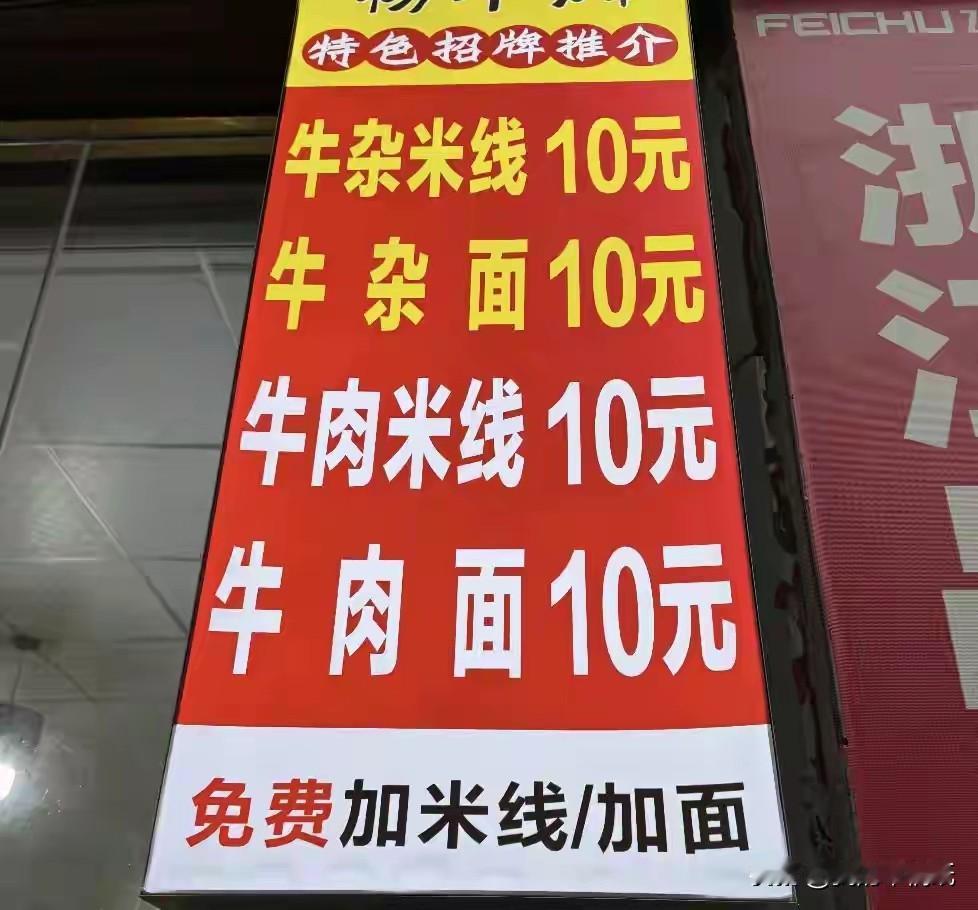 特色招牌推介
牛杂米线 10元
牛杂面 10元
牛肉米线 10元
牛肉面 10元
免费加米线/加面
FEICHU
浙